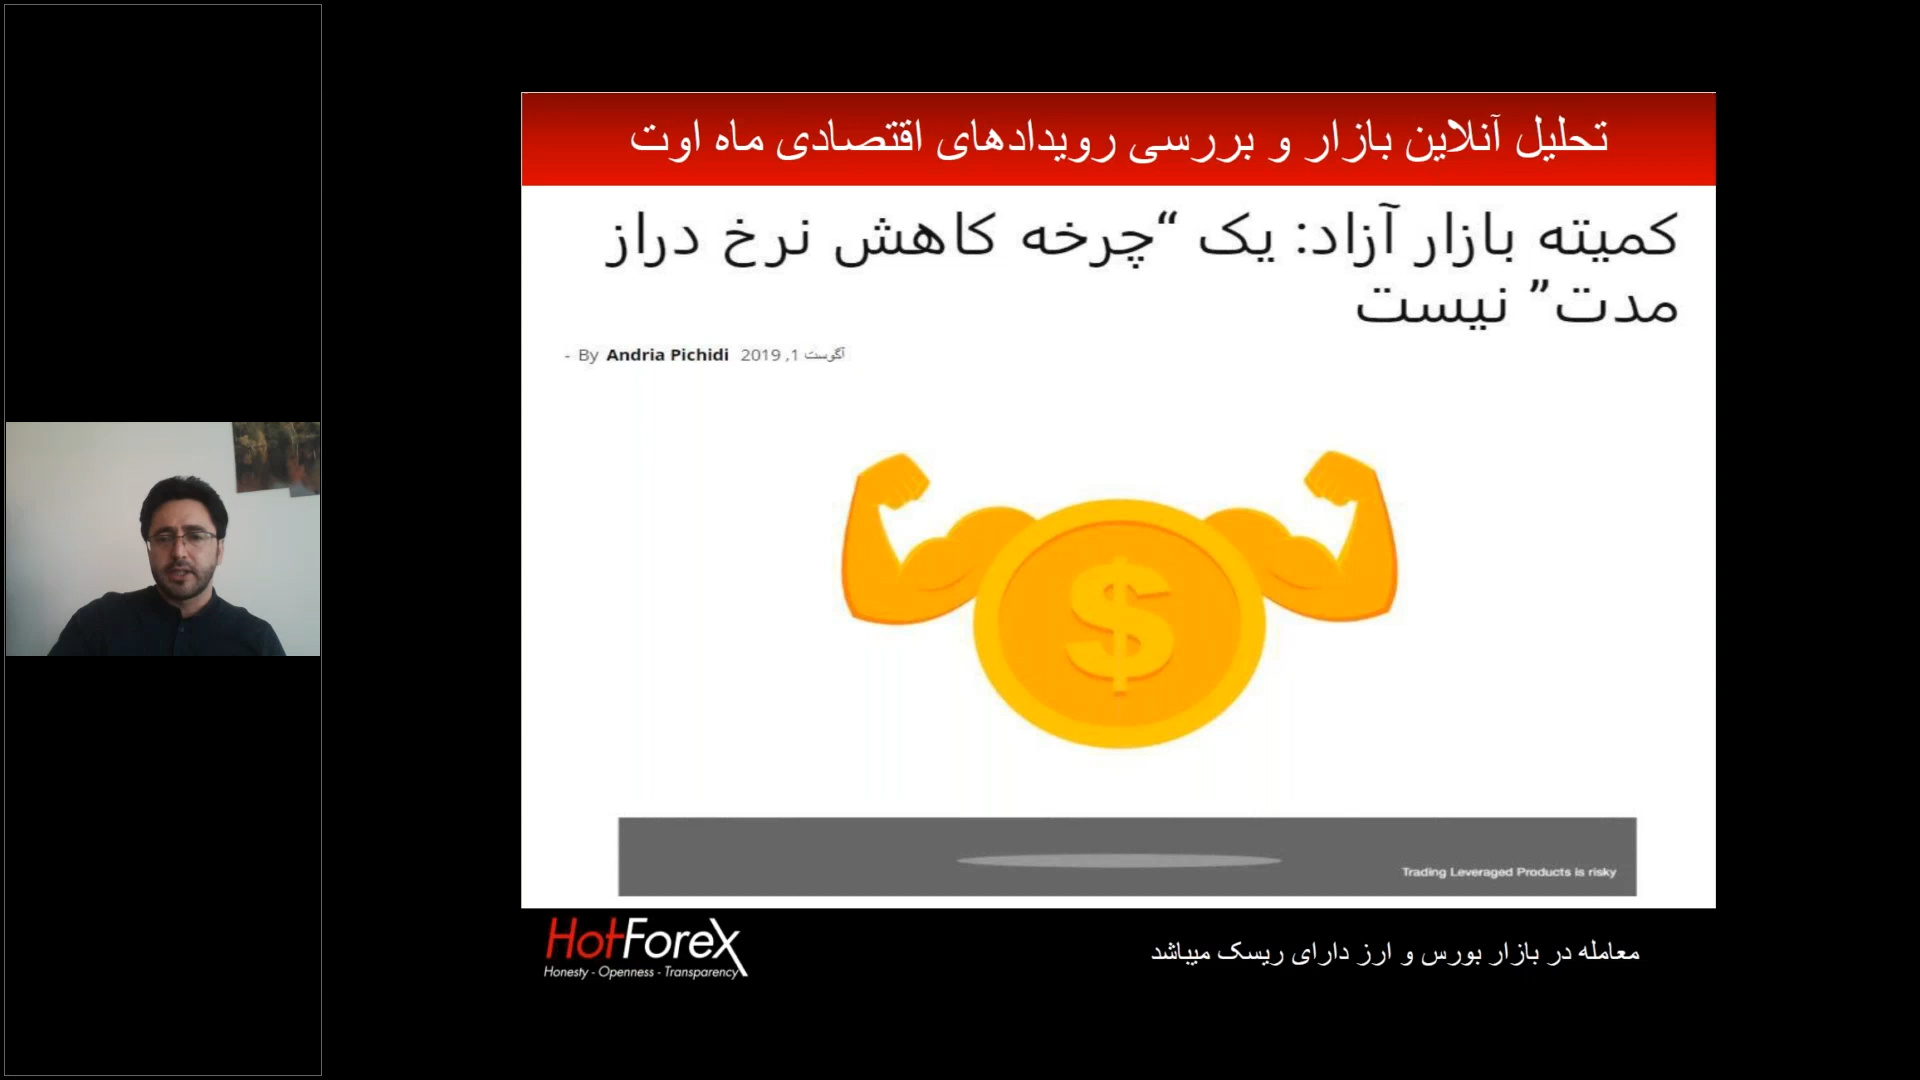 تحلیل آنلاین بازار و بررسی رویدادهای اقتصادی ماه اوت
کمیته بازار آزاد: یک “چرخه کاهش نرخ دراز
مدت” نیست
- By Andria Pichidi آگوست 1, 2019
Trading Leveraged Products is risky
HotForex
Honesty - Openness - Transparency
معامله در بازار بورس و ارز دارای ریسک میباشد